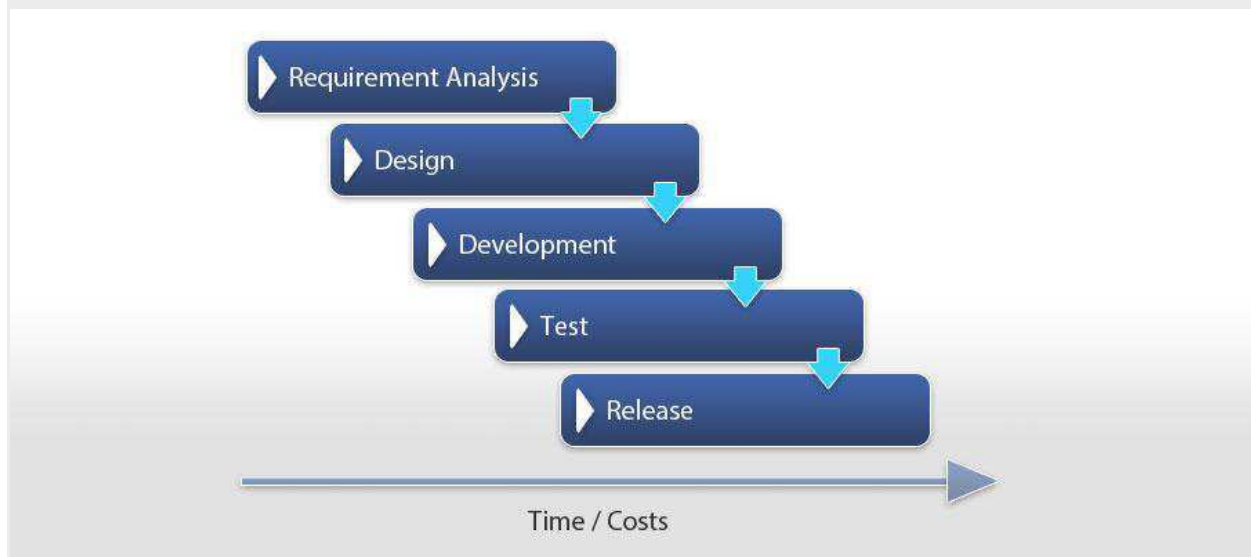 Requirement Analysis
Design
Development
Test
Release
Time / Costs